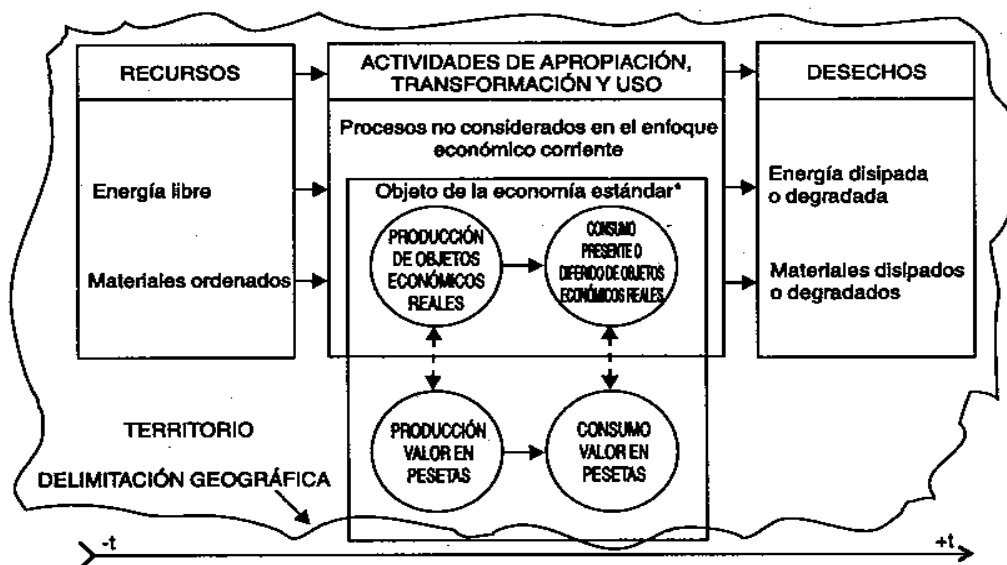 RECURSOS
ACTIVIDADES DE APROPIACIÓN,
TRANSFORMACIÓN Y USO
DESECHOS
Procesos no considerados en el enfoque
económico corriente
Energía libre
Materiales ordenados
Objeto de la economía estándar*
PRODUCCIÓN
DE OBJETOS
ECONÓMICOS
REALES
CONSUMO
PRESENTE O
DIFERIDO DE OBJETOS
ECONÓMICOS REALES
Energía disipada
o degradada
Materiales disipados
o degradados
PRODUCCIÓN
VALOR EN
PESETAS
CONSUMO
VALOR EN
PESETAS
TERRITORIO
DELIMITACIÓN GEOGRÁFICA
-t
+t